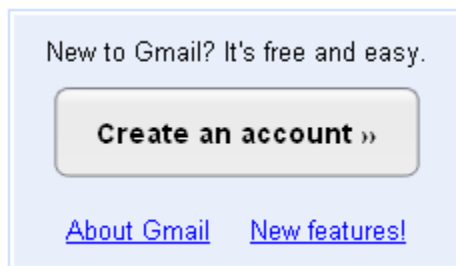 New to Gmail? It's free and easy.
Create an account ››
About Gmail New features!